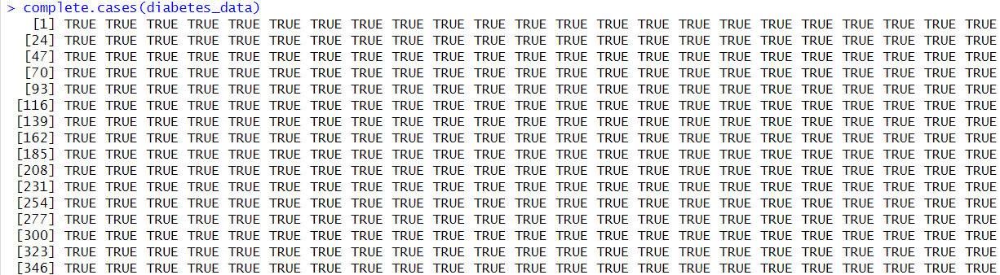 > complete.cases(diabetes_data)
[1] TRUE TRUE TRUE TRUE TRUE TRUE TRUE TRUE TRUE TRUE TRUE TRUE TRUE TRUE TRUE TRUE TRUE TRUE TRUE TRUE TRUE TRUE TRUE
[24] TRUE TRUE TRUE TRUE TRUE TRUE TRUE TRUE TRUE TRUE TRUE TRUE TRUE TRUE TRUE TRUE TRUE TRUE TRUE TRUE TRUE TRUE TRUE
[47] TRUE TRUE TRUE TRUE TRUE TRUE TRUE TRUE TRUE TRUE TRUE TRUE TRUE TRUE TRUE TRUE TRUE TRUE TRUE TRUE TRUE TRUE TRUE
[70] TRUE TRUE TRUE TRUE TRUE TRUE TRUE TRUE TRUE TRUE TRUE TRUE TRUE TRUE TRUE TRUE TRUE TRUE TRUE TRUE TRUE TRUE TRUE
[93] TRUE TRUE TRUE TRUE TRUE TRUE TRUE TRUE TRUE TRUE TRUE TRUE TRUE TRUE TRUE TRUE TRUE TRUE TRUE TRUE TRUE TRUE TRUE
[116] TRUE TRUE TRUE TRUE TRUE TRUE TRUE TRUE TRUE TRUE TRUE TRUE TRUE TRUE TRUE TRUE TRUE TRUE TRUE TRUE TRUE TRUE TRUE
[139] TRUE TRUE TRUE TRUE TRUE TRUE TRUE TRUE TRUE TRUE TRUE TRUE TRUE TRUE TRUE TRUE TRUE TRUE TRUE TRUE TRUE TRUE TRUE
[162] TRUE TRUE TRUE TRUE TRUE TRUE TRUE TRUE TRUE TRUE TRUE TRUE TRUE TRUE TRUE TRUE TRUE TRUE TRUE TRUE TRUE TRUE TRUE
[185] TRUE TRUE TRUE TRUE TRUE TRUE TRUE TRUE TRUE TRUE TRUE TRUE TRUE TRUE TRUE TRUE TRUE TRUE TRUE TRUE TRUE TRUE TRUE
[208] TRUE TRUE TRUE TRUE TRUE TRUE TRUE TRUE TRUE TRUE TRUE TRUE TRUE TRUE TRUE TRUE TRUE TRUE TRUE TRUE TRUE TRUE TRUE
[231] TRUE TRUE TRUE TRUE TRUE TRUE TRUE TRUE TRUE TRUE TRUE TRUE TRUE TRUE TRUE TRUE TRUE TRUE TRUE TRUE TRUE TRUE TRUE
[254] TRUE TRUE TRUE TRUE TRUE TRUE TRUE TRUE TRUE TRUE TRUE TRUE TRUE TRUE TRUE TRUE TRUE TRUE TRUE TRUE TRUE TRUE TRUE
[277] TRUE TRUE TRUE TRUE TRUE TRUE TRUE TRUE TRUE TRUE TRUE TRUE TRUE TRUE TRUE TRUE TRUE TRUE TRUE TRUE TRUE TRUE TRUE
[300] TRUE TRUE TRUE TRUE TRUE TRUE TRUE TRUE TRUE TRUE TRUE TRUE TRUE TRUE TRUE TRUE TRUE TRUE TRUE TRUE TRUE TRUE TRUE
[323] TRUE TRUE TRUE TRUE TRUE TRUE TRUE TRUE TRUE TRUE TRUE TRUE TRUE TRUE TRUE TRUE TRUE TRUE TRUE TRUE TRUE TRUE TRUE
[346] TRUE TRUE TRUE TRUE TRUE TRUE TRUE TRUE TRUE TRUE TRUE TRUE TRUE TRUE TRUE TRUE TRUE TRUE TRUE TRUE TRUE TRUE TRUE